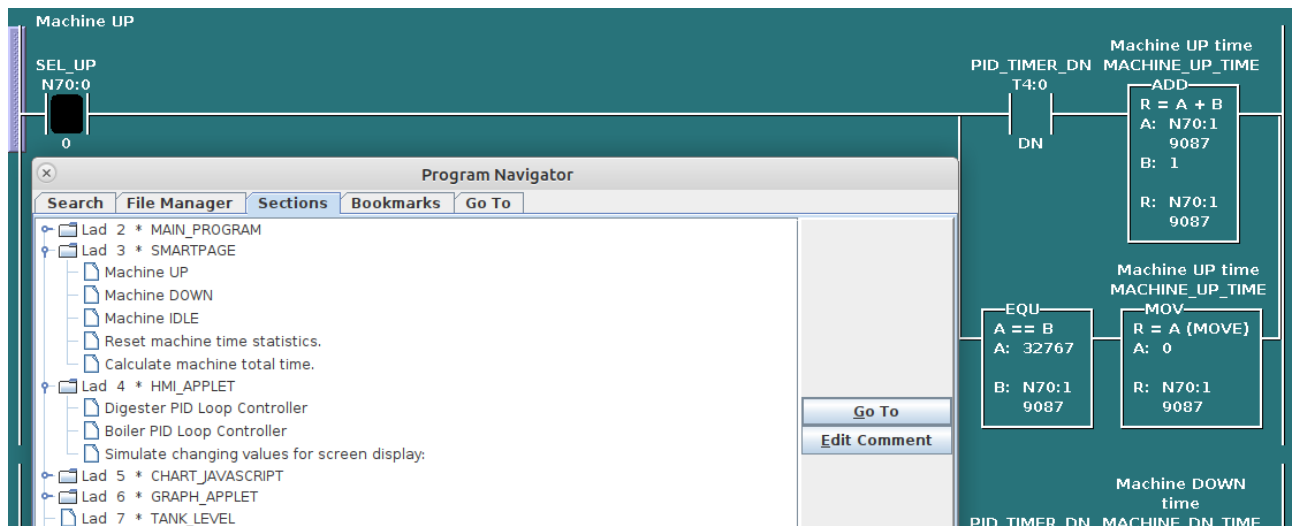 Machine UP
SEL_UP
N70:0
0
PID_TIMER_DN
T4:0
DN
Machine UP time
MACHINE_UP_TIME
ADD
R = A + B
A: N70:1
9087
B: 1
R: N70:1
9087
EQU
A == B
A: 32767
B: N70:1
9087
Machine UP time
MACHINE_UP_TIME
MOV
R = A (MOVE)
A: 0
R: N70:1
9087
Machine DOWN
time
PID_TIMER_DN MACHINE_DN_TIME
Program Navigator
Search File Manager Sections Bookmarks Go To
Lad 2 * MAIN_PROGRAM
Lad 3 * SMARTPAGE
Machine UP
Machine DOWN
Machine IDLE
Reset machine time statistics.
Calculate machine total time.
Lad 4 * HMI_APPLET
Digester PID Loop Controller
Boiler PID Loop Controller
Simulate changing values for screen display:
Lad 5 * CHART_JAVASCRIPT
Lad 6 * GRAPH_APPLET
Lad 7 * TANK_LEVEL
Go To
Edit Comment